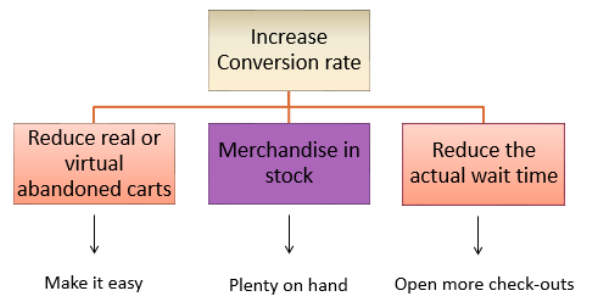 Increase
Conversion rate
Reduce real or
virtual
abandoned carts
Merchandise in
stock
Reduce the
actual wait time
Make it easy
Plenty on hand
Open more check-outs